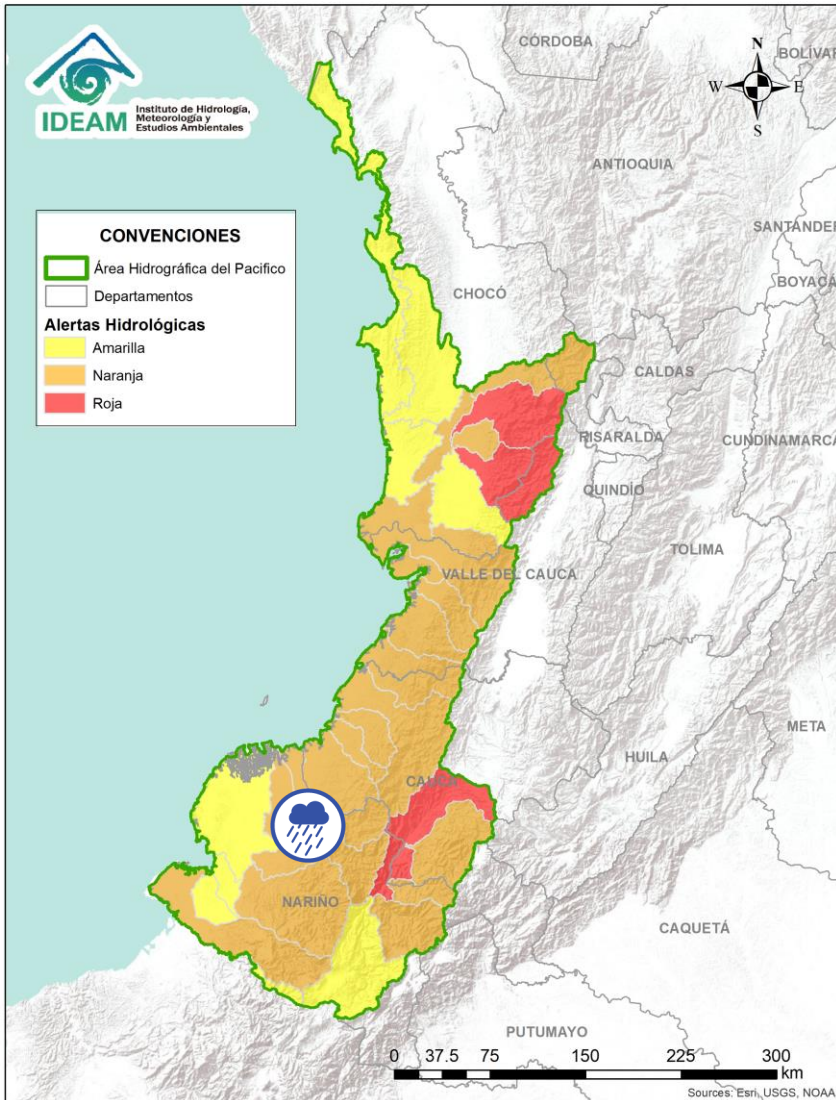 IDEAM
Instituto de Hidrología,
Meteorología y
Estudios Ambientales
CONVENCIONES
Área Hidrográfica del Pacifico
Departamentos
Alertas Hidrológicas
Amarilla
Naranja
Roja
N
W
E
S
CÓRDOBA
BOLÍVAR
ANTIOQUIA
SANTANDER
BOYACÁ
CHOCÓ
CALDAS
RISARALDA
CUNDINAMARCA
QUINDÍO
TOLIMA
VALLE DEL CAUCA
META
HUILA
CAUCA
NARIÑO
CAQUETÁ
PUTUMAYO
0 37.5 75 150 225 300
km
Sources: Esri, USGS, NOAA